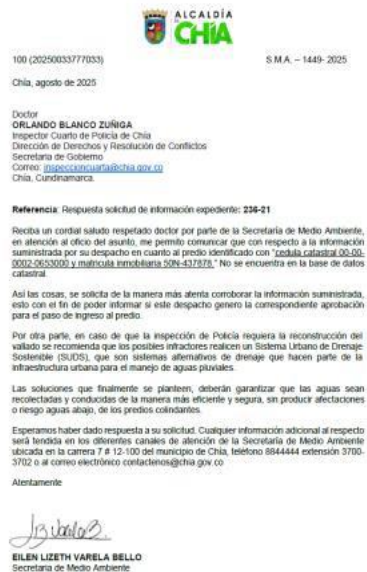 ALCALDÍA
DE CHÍA
100 (20250033777033)
S.M.A. – 1449- 2025
Chía, agosto de 2025
Doctor
ORLANDO BLANCO ZUÑIGA
Inspector Cuarto de Policía de Chía
Dirección de Derechos y Resolución de Conflictos
Secretaria de Gobierno
Correo: inspeccioncuarta@chia.gov.co
Chía, Cundinamarca.
Referencia: Respuesta solicitud de información expediente: 236-21
Reciba un cordial saludo respetado doctor por parte de la Secretaría de Medio Ambiente,
en atención al oficio del asunto, me permito comunicar que con respecto a la información
suministrada por su despacho en cuanto al predio identificado con "cedula catastral 00-00-
0002-0653000 y matricula inmobiliaria 50N-437878." No se encuentra en la base de datos
catastral.
Así las cosas, se solicita de la manera más atenta corroborar la información suministrada,
esto con el fin de poder informar si este despacho genero la correspondiente aprobación
para el paso de ingreso al predio.
Por otra parte, en caso de que la inspección de Policía requiera la reconstrucción del
vallado se recomienda que los posibles infractores realicen un Sistema Urbano de Drenaje
Sostenible (SUDS), que son sistemas alternativos de drenaje que hacen parte de la
infraestructura urbana para el manejo de aguas pluviales.
Las soluciones que finalmente se planteen, deberán garantizar que las aguas sean
recolectadas y conducidas de la manera más eficiente y segura, sin producir afectaciones
o riesgo aguas abajo, de los predios colindantes.
Esperamos haber dado respuesta a su solicitud. Cualquier información adicional al respecto
será tendida en los diferentes canales de atención de la Secretaría de Medio Ambiente
ubicada en la carrera 7 # 12-100 del municipio de Chía, teléfono 8844444 extensión 3700-
3702 o al correo electrónico contactenos@chia.gov.co
Atentamente
EILEN LIZETH VARELA BELLO
Secretaria de Medio Ambiente